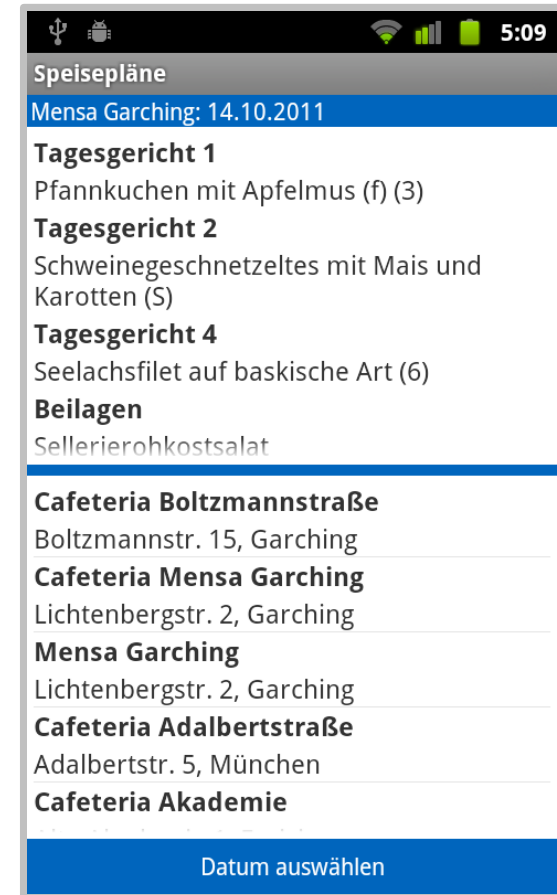 5:09
Speisepläne
Mensa Garching: 14.10.2011
Tagesgericht 1
Pfannkuchen mit Apfelmus (f) (3)
Tagesgericht 2
Schweinegeschnetzeltes mit Mais und
Karotten (S)
Tagesgericht 4
Seelachsfilet auf baskische Art (6)
Beilagen
Sellerierohkostsalat
Cafeteria Boltzmannstraße
Boltzmannstr. 15, Garching
Cafeteria Mensa Garching
Lichtenbergstr. 2, Garching
Mensa Garching
Lichtenbergstr. 2, Garching
Cafeteria Adalbertstraße
Adalbertstr. 5, München
Cafeteria Akademie
Datum auswählen